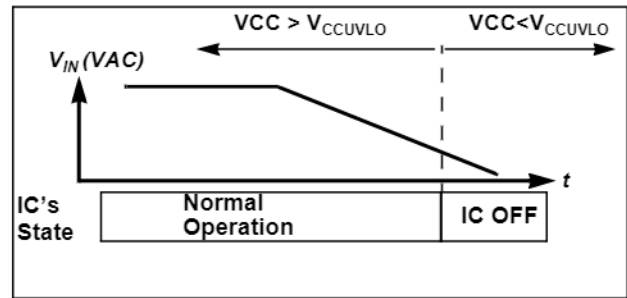 VCC > VCCUVLO VCC<VCCUVLO
VIN (VAC)
t
IC's
State
Normal
Operation
IC OFF